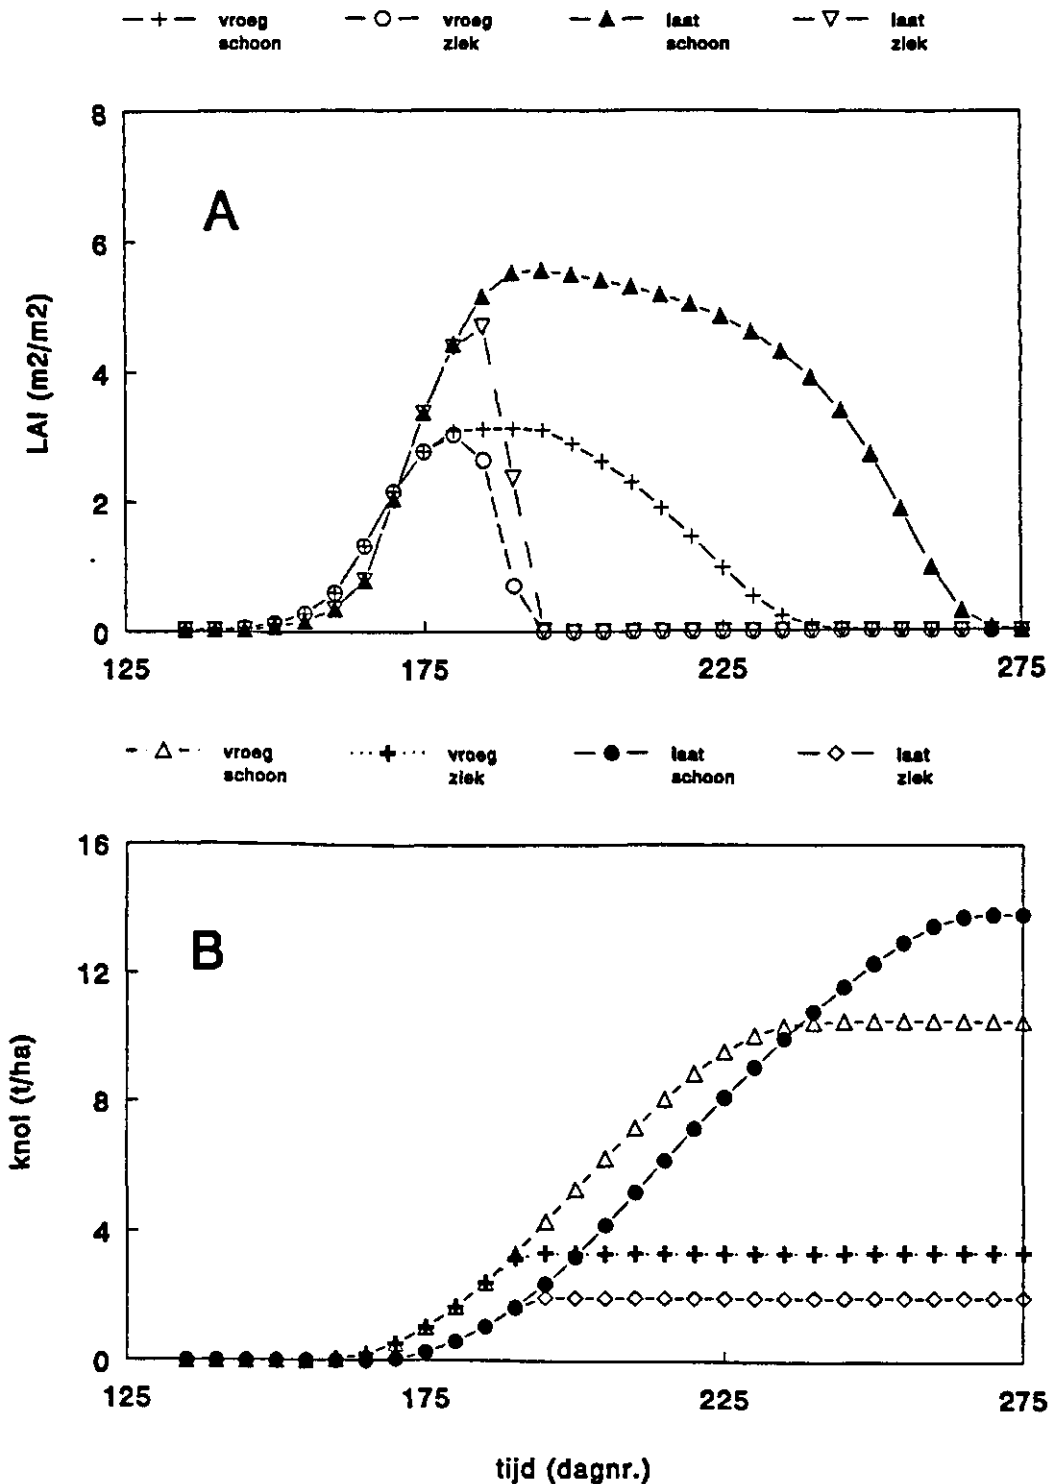 vroeg vroeg laat laat
schoon ziek schoon ziek
8
A
6
4
2
0
LAI (m2/m2)
125 175 225 275
vroeg vroeg laat laat
schoon ziek schoon ziek
16
B
12
8
4
0
knol (t/ha)
125 175 225 275
tijd (dagnr.)